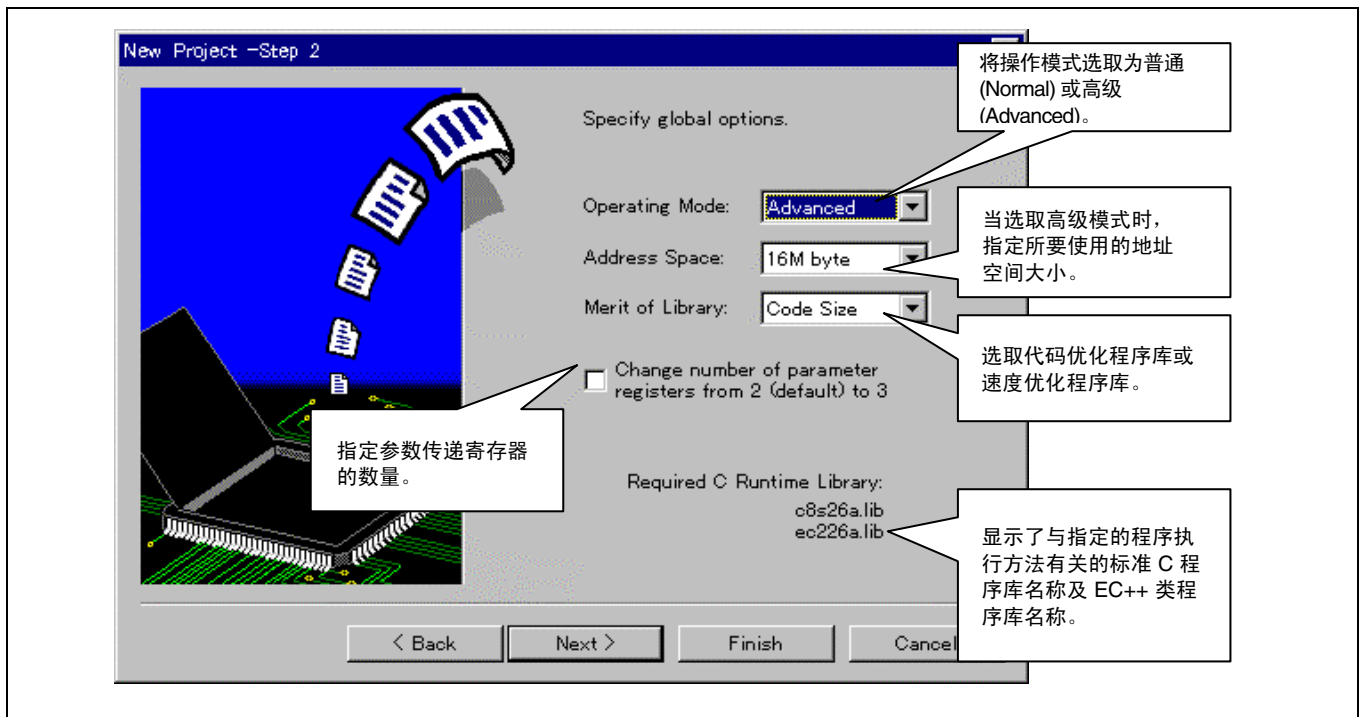 New Project -Step 2
将操作模式选取为普通
(Normal) 或高级
(Advanced)。
Specify global options.
Operating Mode:
Advanced
当选取高级模式时，
指定所要使用的地址
空间大小。
Address Space:
16M byte
Merit of Library:
Code Size
选取代码优化程序库或
速度优化程序库。
Change number of parameter
registers from 2 (default) to 3
指定参数传递寄存器
的数量。
Required C Runtime Library:
c8s26a.lib
ec226a.lib
显示了与指定的程序执
行方法有关的标准 C 程
序库名称及 EC++ 类程
序库名称。
< Back
Next >
Finish
Cancel